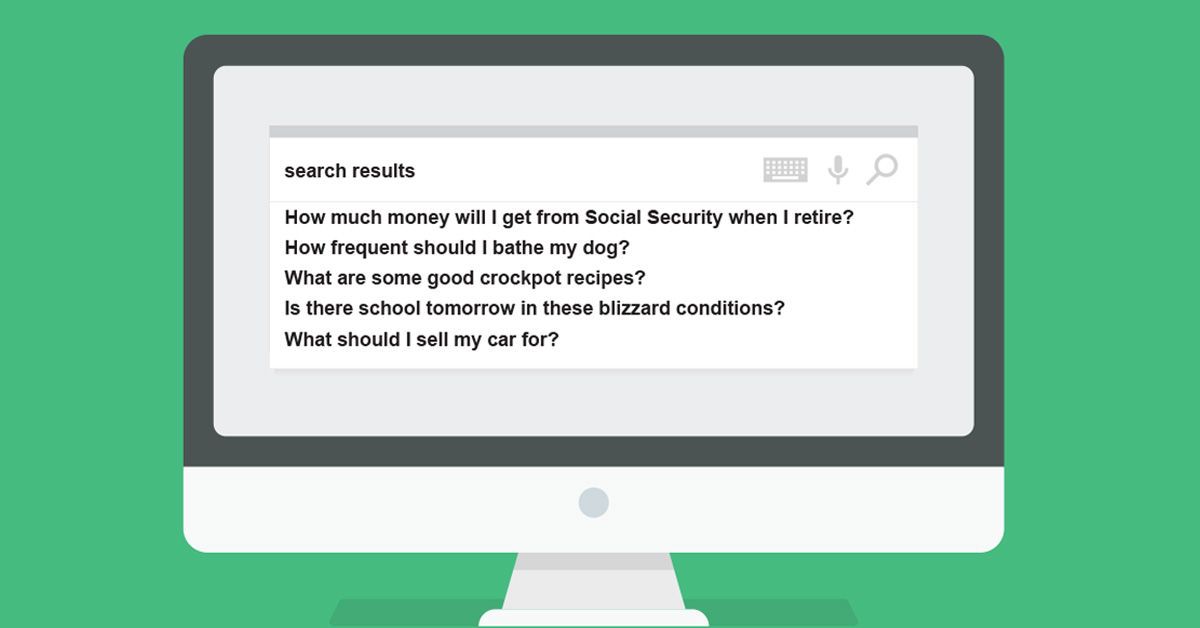 search results
How much money will I get from Social Security when I retire?
How frequent should I bathe my dog?
What are some good crockpot recipes?
Is there school tomorrow in these blizzard conditions?
What should I sell my car for?